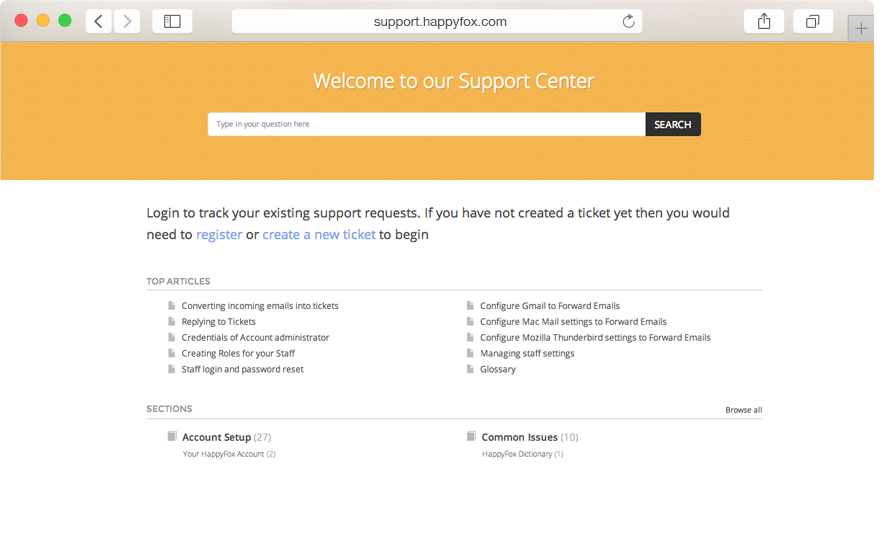 support.happyfox.com
Welcome to our Support Center
Type in your question here
SEARCH
Login to track your existing support requests. If you have not created a ticket yet then you would
need to register or create a new ticket to begin
TOP ARTICLES
Converting incoming emails into tickets
Replying to Tickets
Credentials of Account administrator
Creating Roles for your Staff
Staff login and password reset
Configure Gmail to Forward Emails
Configure Mac Mail settings to Forward Emails
Configure Mozilla Thunderbird settings to Forward Emails
Managing staff settings
Glossary
SECTIONS
Browse all
Account Setup (27)
Your HappyFox Account (2)
Common Issues (10)
HappyFox Dictionary (1)